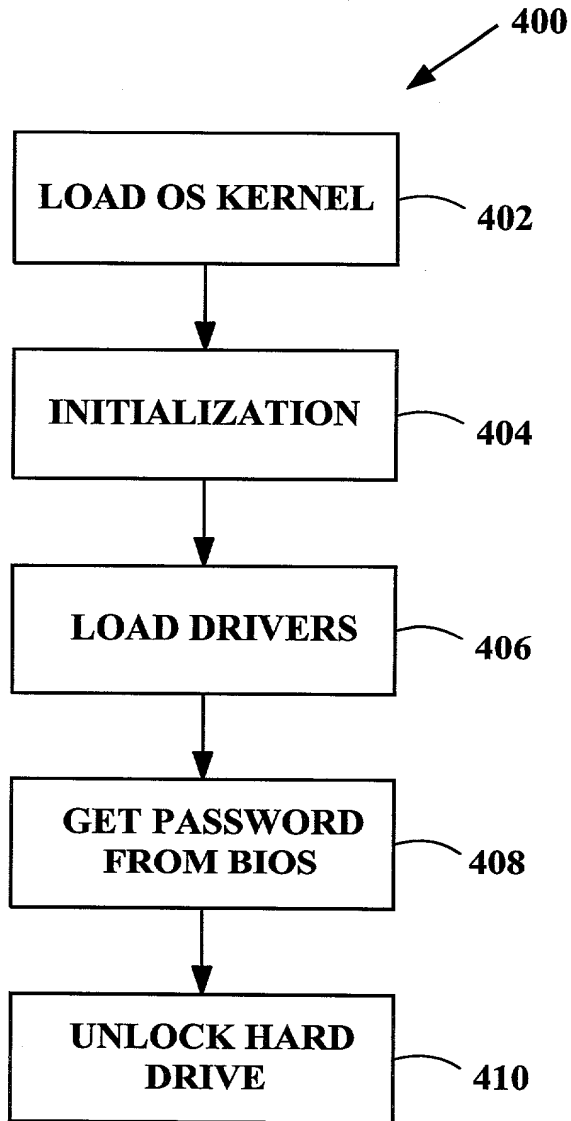 400
LOAD OS KERNEL
402
INITIALIZATION
404
LOAD DRIVERS
406
GET PASSWORD
FROM BIOS
408
UNLOCK HARD
DRIVE
410